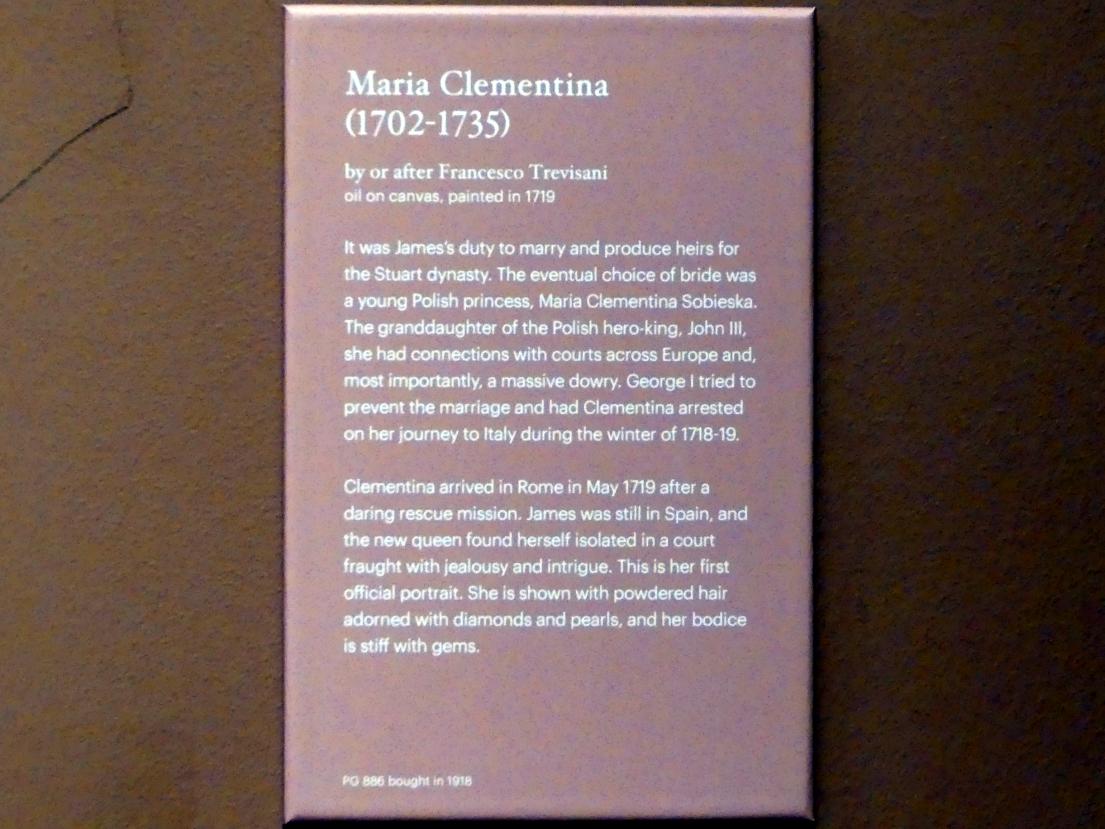 Maria Clementina
(1702-1735)
by or after Francesco Trevisani
oil on canvas, painted in 1719
It was James's duty to marry and produce heirs for
the Stuart dynasty. The eventual choice of bride was
a young Polish princess, Maria Clementina Sobieska.
The granddaughter of the Polish hero-king, John III,
she had connections with courts across Europe and,
most importantly, a massive dowry. George I tried to
prevent the marriage and had Clementina arrested
on her journey to Italy during the winter of 1718-19.
Clementina arrived in Rome in May 1719 after a
daring rescue mission. James was still in Spain, and
the new queen found herself isolated in a court
fraught with jealousy and intrigue. This is her first
official portrait. She is shown with powdered hair
adorned with diamonds and pearls, and her bodice
is stiff with gems.
PG 886 bought in 1918